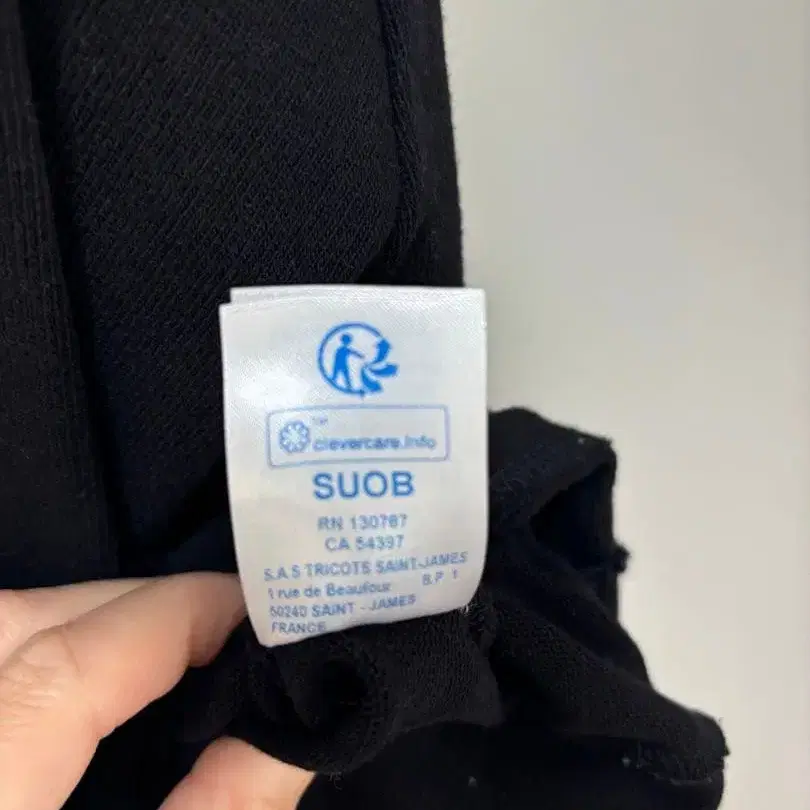 ™
clevercare.info
SUOB
RN 130787
CA 54397
S.A S TRICOTS SAINT-JAMES
1 rue de Beaufour B.P 1
50240 SAINT - JAMES
FRANCE